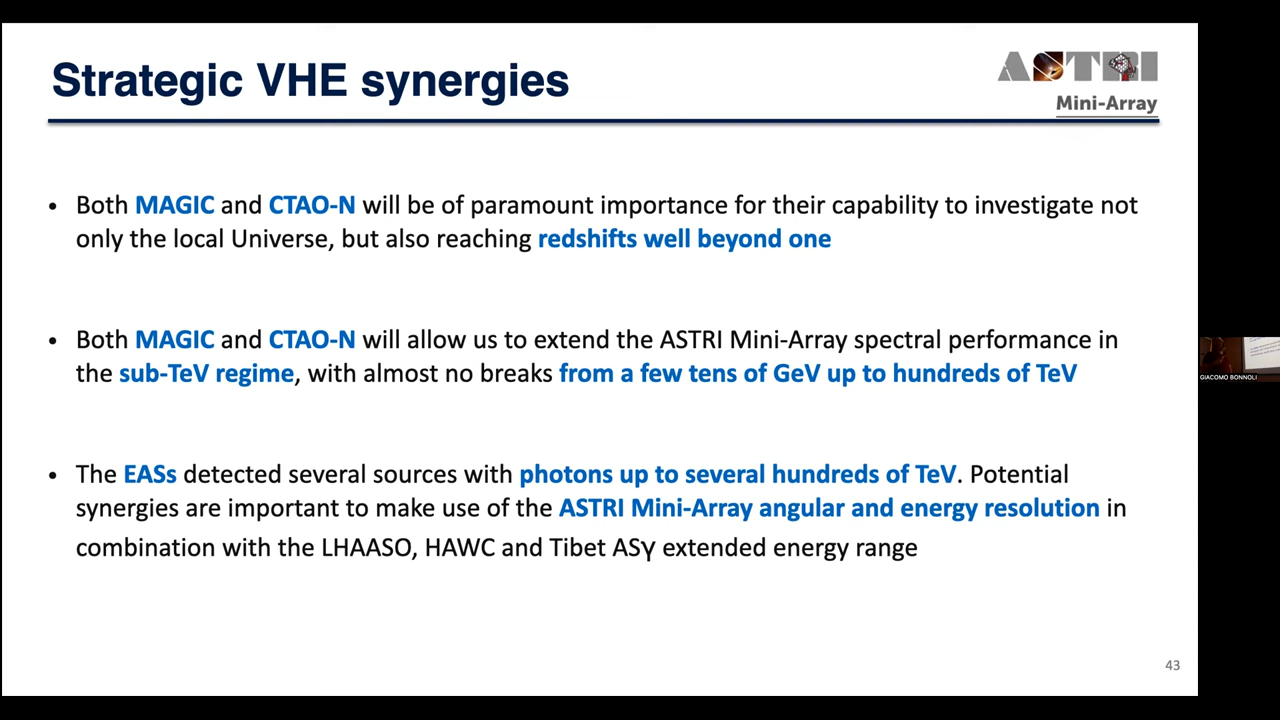 Strategic VHE synergies
ASTRI
Mini-Array
• Both MAGIC and CTAO-N will be of paramount importance for their capability to investigate not
only the local Universe, but also reaching redshifts well beyond one
• Both MAGIC and CTAO-N will allow us to extend the ASTRI Mini-Array spectral performance in
the sub-TeV regime, with almost no breaks from a few tens of GeV up to hundreds of TeV
• The EASs detected several sources with photons up to several hundreds of TeV. Potential
synergies are important to make use of the ASTRI Mini-Array angular and energy resolution in
combination with the LHAASO, HAWC and Tibet ASγ extended energy range
GIACOMO BONNOLI
43